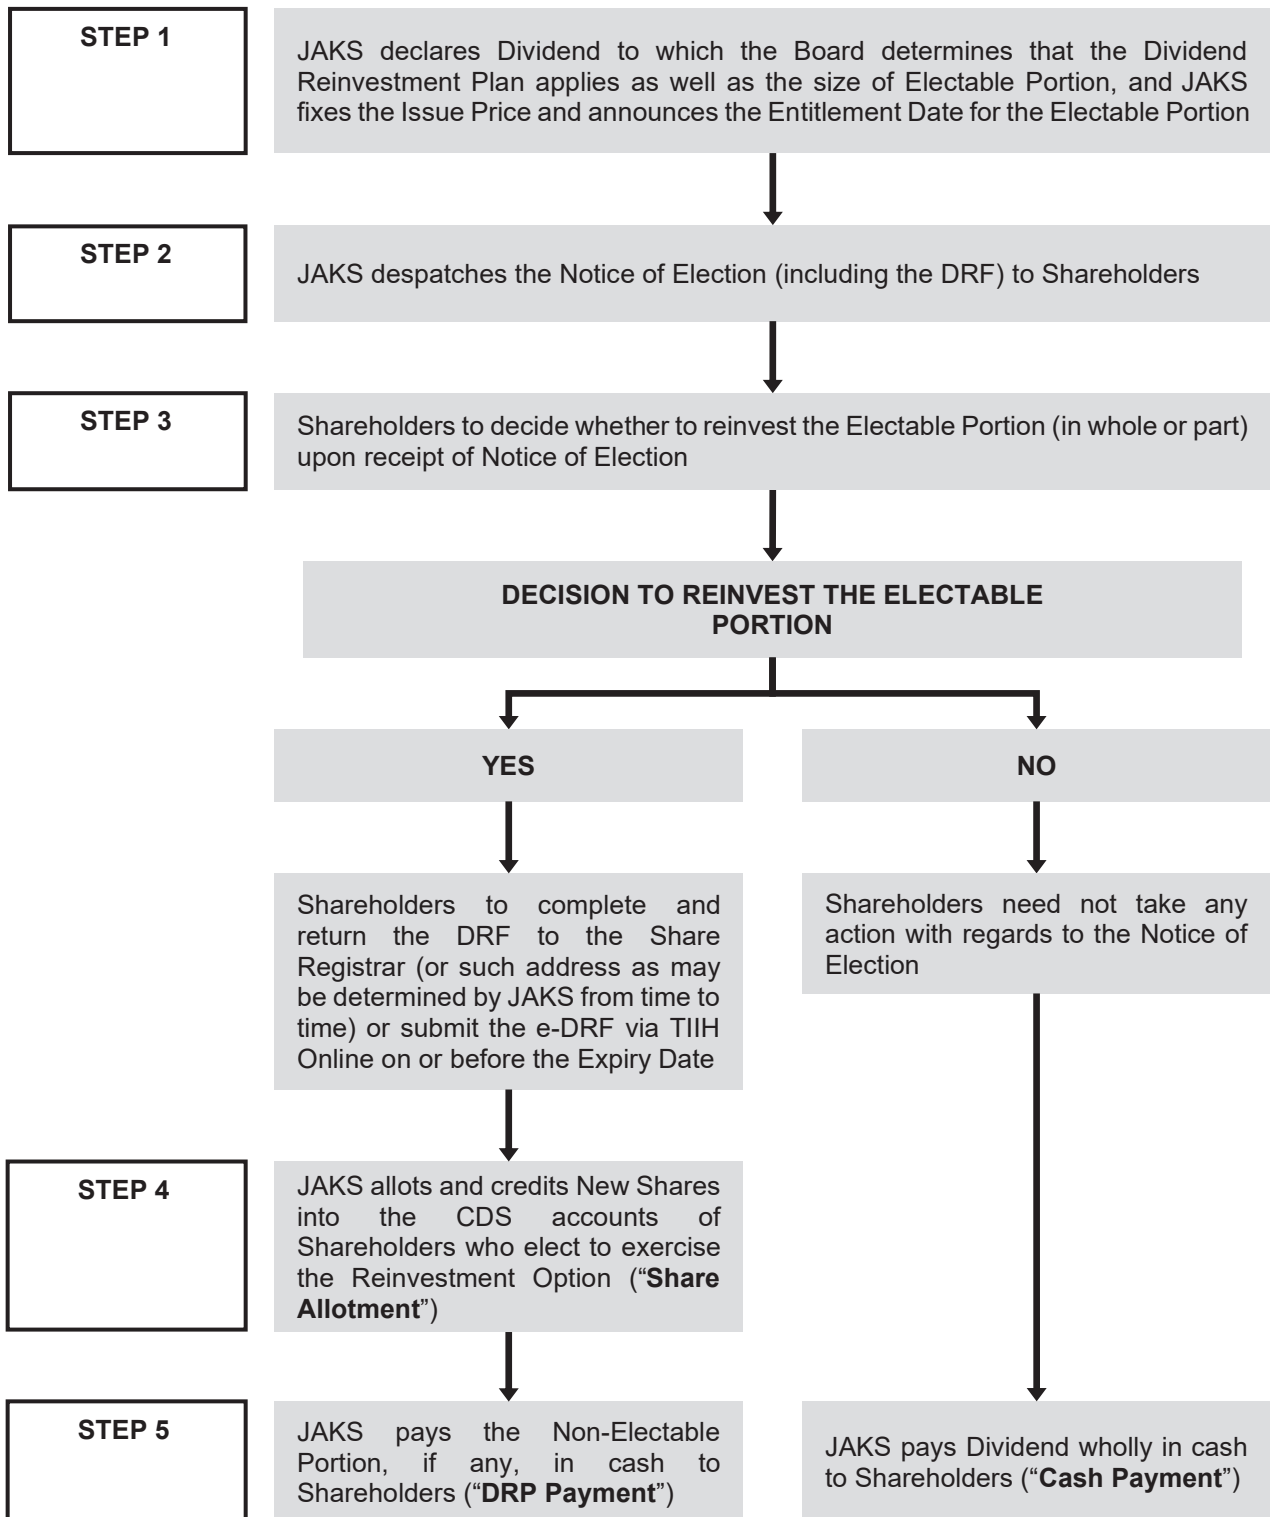 STEP 1
JAKS declares Dividend to which the Board determines that the Dividend
Reinvestment Plan applies as well as the size of Electable Portion, and JAKS
fixes the Issue Price and announces the Entitlement Date for the Electable Portion
STEP 2
JAKS despatches the Notice of Election (including the DRF) to Shareholders
STEP 3
Shareholders to decide whether to reinvest the Electable Portion (in whole or part)
upon receipt of Notice of Election
DECISION TO REINVEST THE ELECTABLE
PORTION
YES
NO
Shareholders to complete and
return the DRF to the Share
Registrar (or such address as may
be determined by JAKS from time to
time) or submit the e-DRF via TIIH
Online on or before the Expiry Date
Shareholders need not take any
action with regards to the Notice of
Election
STEP 4
JAKS allots and credits New Shares
into the CDS accounts of
Shareholders who elect to exercise
the Reinvestment Option (“Share
Allotment”)
STEP 5
JAKS pays the Non-Electable
Portion, if any, in cash to
Shareholders (“DRP Payment”)
JAKS pays Dividend wholly in cash
to Shareholders (“Cash Payment”)